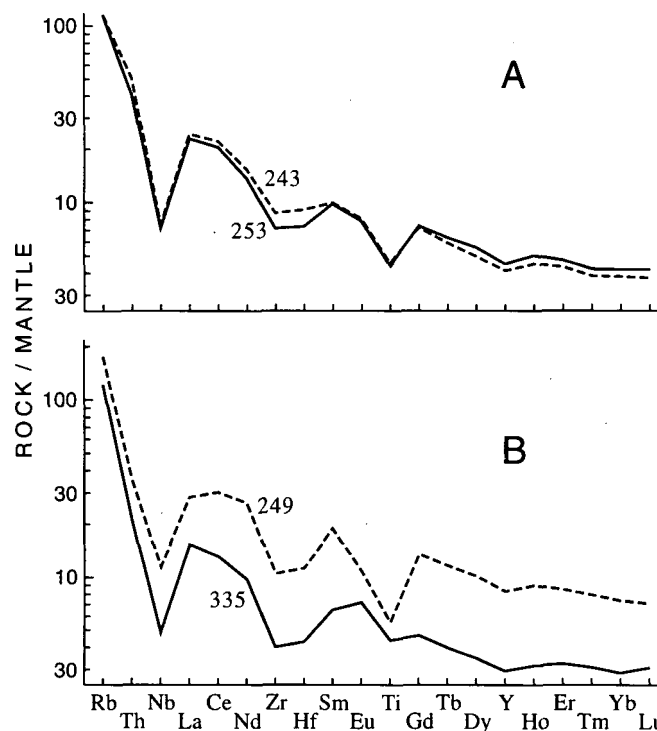 100
30
10
30
A
243
253
ROCK / MANTLE
100
30
10
30
B
249
335
Rb Nb Ce Zr Sm Ti Tb Y Er Yb
Th La Nd Hf Eu Gd Dy Ho Tm Lu